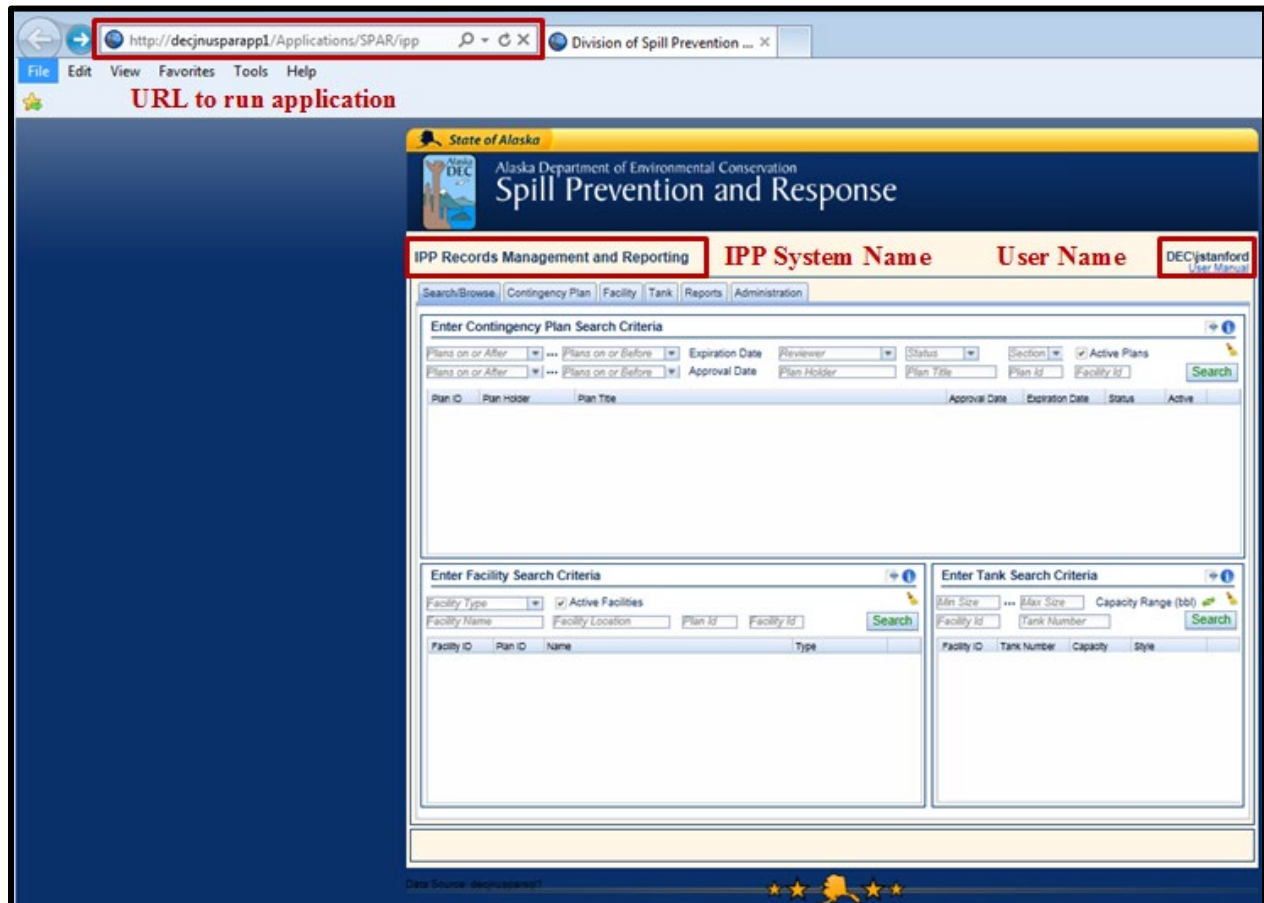 http://decjnusparapp1/Applications/SPAR/ipp
Division of Spill Prevention ...
File Edit View Favorites Tools Help
URL to run application
State of Alaska
Alaska DEC
Alaska Department of Environmental Conservation
Spill Prevention and Response
IPP Records Management and Reporting IPP System Name User Name DEC\jstanford
User Manual
Search/Browse Contingency Plan Facility Tank Reports Administration
Enter Contingency Plan Search Criteria
Plans on or After ... Plans on or Before Expiration Date Reviewer Status Section Active Plans
Plans on or After ... Plans on or Before Approval Date Plan Holder Plan Title Plan Id Facility Id Search
Plan ID Plan Holder Plan Title Approval Date Expiration Date Status Active
Enter Facility Search Criteria
Facility Type Active Facilities
Facility Name Facility Location Plan Id Facility Id Search
Facility ID Plan ID Name Type
Enter Tank Search Criteria
Min Size ... Max Size Capacity Range (bbl)
Facility Id Tank Number Search
Facility ID Tank Number Capacity Style
Data Source: